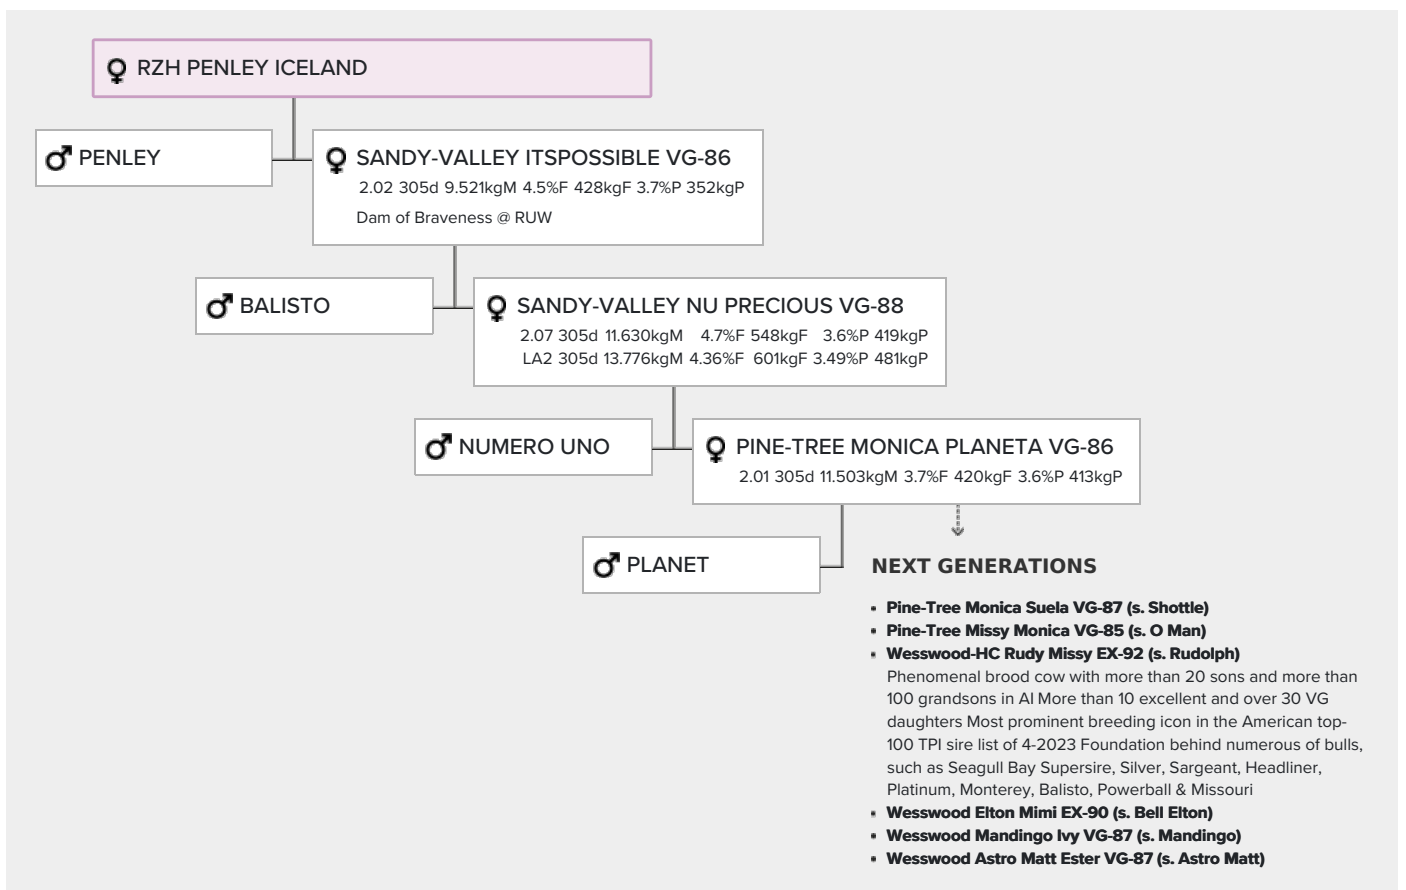 RZH PENLEY ICELAND
PENLEY
SANDY-VALLEY ITSPOSSIBLE VG-86
2.02 305d 9.521kgM 4.5%F 428kgF 3.7%P 352kgP
Dam of Braveness @ RUW
BALISTO
SANDY-VALLEY NU PRECIOUS VG-88
2.07 305d 11.630kgM 4.7%F 548kgF 3.6%P 419kgP
LA2 305d 13.776kgM 4.36%F 601kgF 3.49%P 481kgP
NUMERO UNO
PINE-TREE MONICA PLANETA VG-86
2.01 305d 11.503kgM 3.7%F 420kgF 3.6%P 413kgP
PLANET
NEXT GENERATIONS
• Pine-Tree Monica Suela VG-87 (s. Shottle)
• Pine-Tree Missy Monica VG-85 (s. O Man)
• Wesswood-HC Rudy Missy EX-92 (s. Rudolph)
Phenomenal brood cow with more than 20 sons and more than
100 grandsons in AI More than 10 excellent and over 30 VG
daughters Most prominent breeding icon in the American top-
100 TPI sire list of 4-2023 Foundation behind numerous of bulls,
such as Seagull Bay Supersire, Silver, Sargeant, Headliner,
Platinum, Monterey, Balisto, Powerball & Missouri
• Wesswood Elton Mimi EX-90 (s. Bell Elton)
• Wesswood Mandingo Ivy VG-87 (s. Mandingo)
• Wesswood Astro Matt Ester VG-87 (s. Astro Matt)